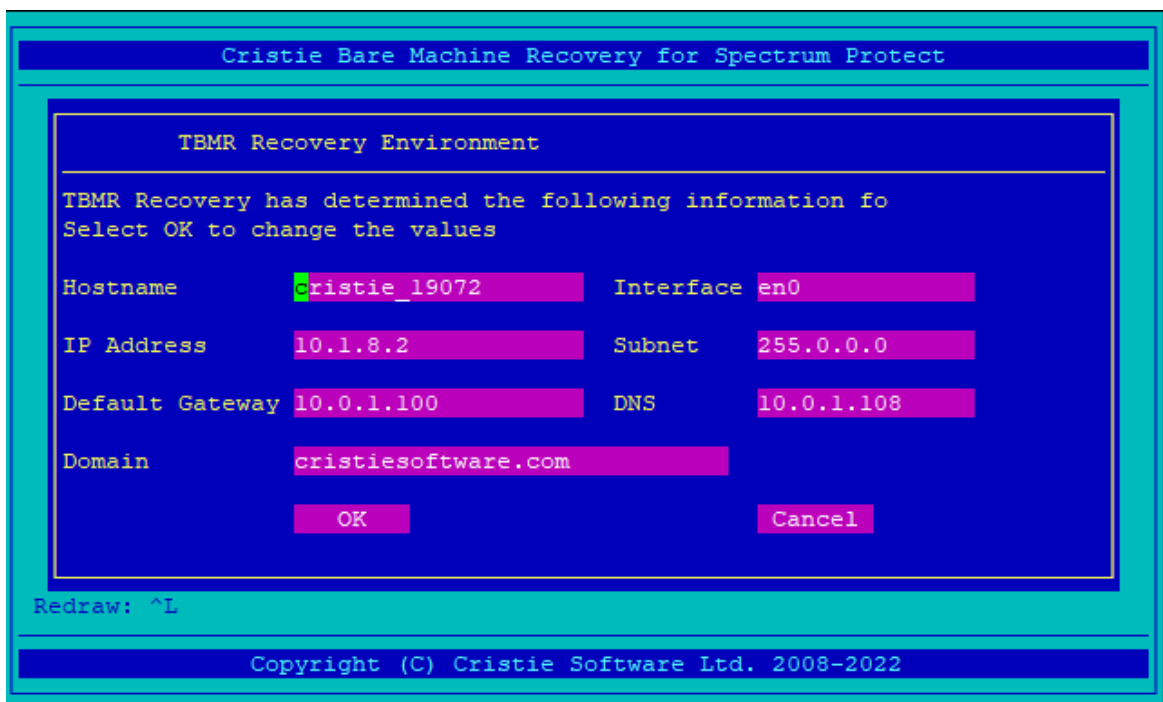 Cristie Bare Machine Recovery for Spectrum Protect
TBMR Recovery Environment
TBMR Recovery has determined the following information fo
Select OK to change the values
Hostname cristie_19072 Interface en0
IP Address 10.1.8.2 Subnet 255.0.0.0
Default Gateway 10.0.1.100 DNS 10.0.1.108
Domain cristiesoftware.com
OK Cancel
Redraw: ^L
Copyright (C) Cristie Software Ltd. 2008-2022